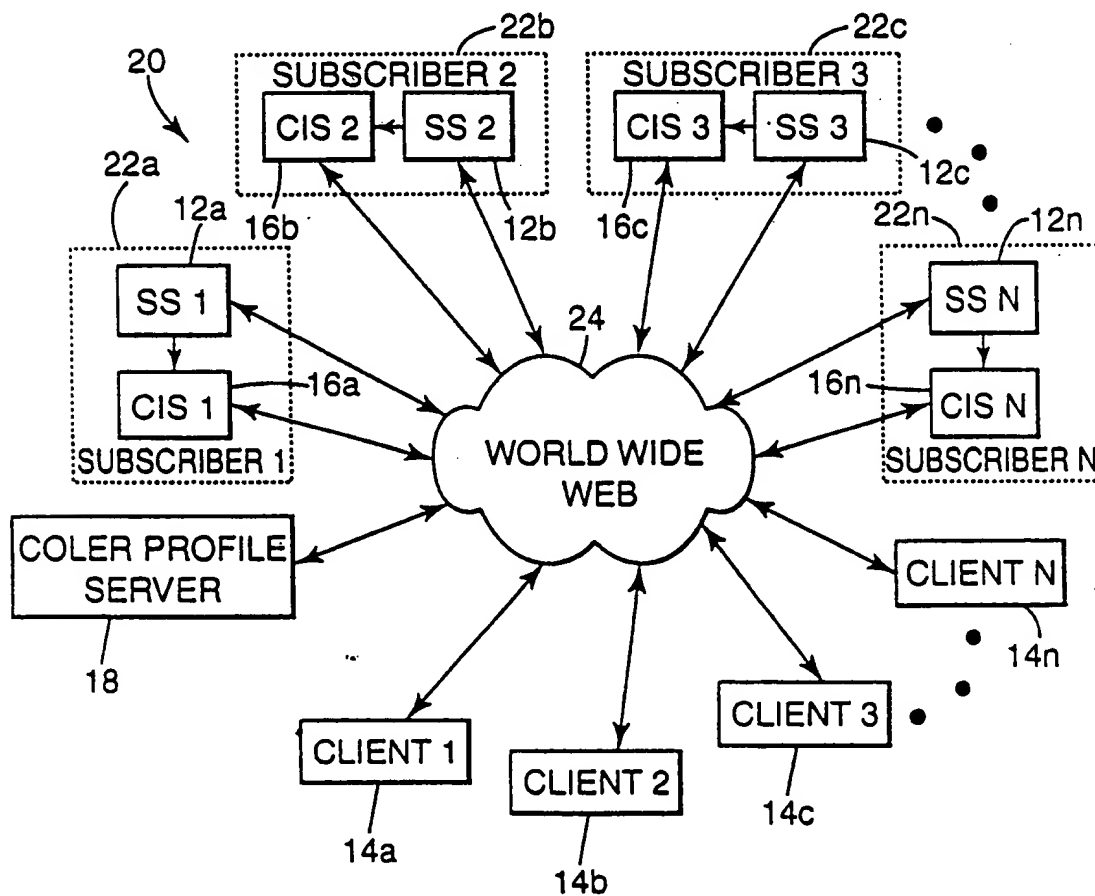 22b
22c
20
SUBSCRIBER 2
SUBSCRIBER 3
CIS 2
SS 2
CIS 3
SS 3
22a
12a
16b
12b
16c
12c
22n
12n
SS 1
24
SS N
16a
16n
CIS 1
CIS N
SUBSCRIBER 1
WORLD WIDE
WEB
SUBSCRIBER N
COLER PROFILE
SERVER
CLIENT N
18
14n
CLIENT 3
CLIENT 1
CLIENT 2
14c
14a
14b